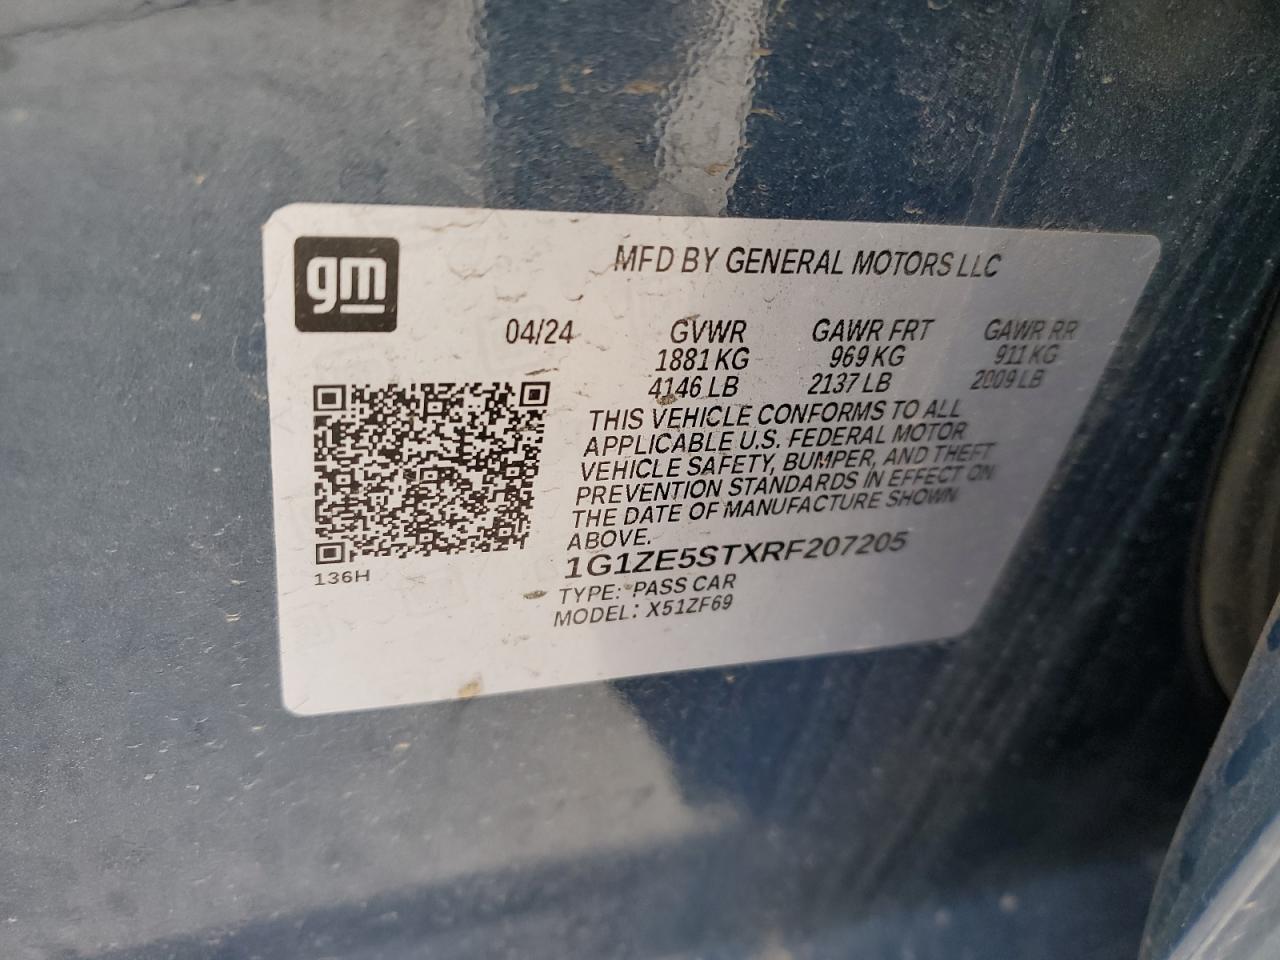 gm
MFD BY GENERAL MOTORS LLC
04/24 GVWR GAWR FRT GAWR RR
1881 KG 969 KG 911 KG
4146 LB 2137 LB 2009 LB
THIS VEHICLE CONFORMS TO ALL
APPLICABLE U.S. FEDERAL MOTOR
VEHICLE SAFETY, BUMPER, AND THEFT
PREVENTION STANDARDS IN EFFECT ON
THE DATE OF MANUFACTURE SHOWN
ABOVE.
1G1ZE5STXRF207205
136H
TYPE: PASS CAR
MODEL: X51ZF69